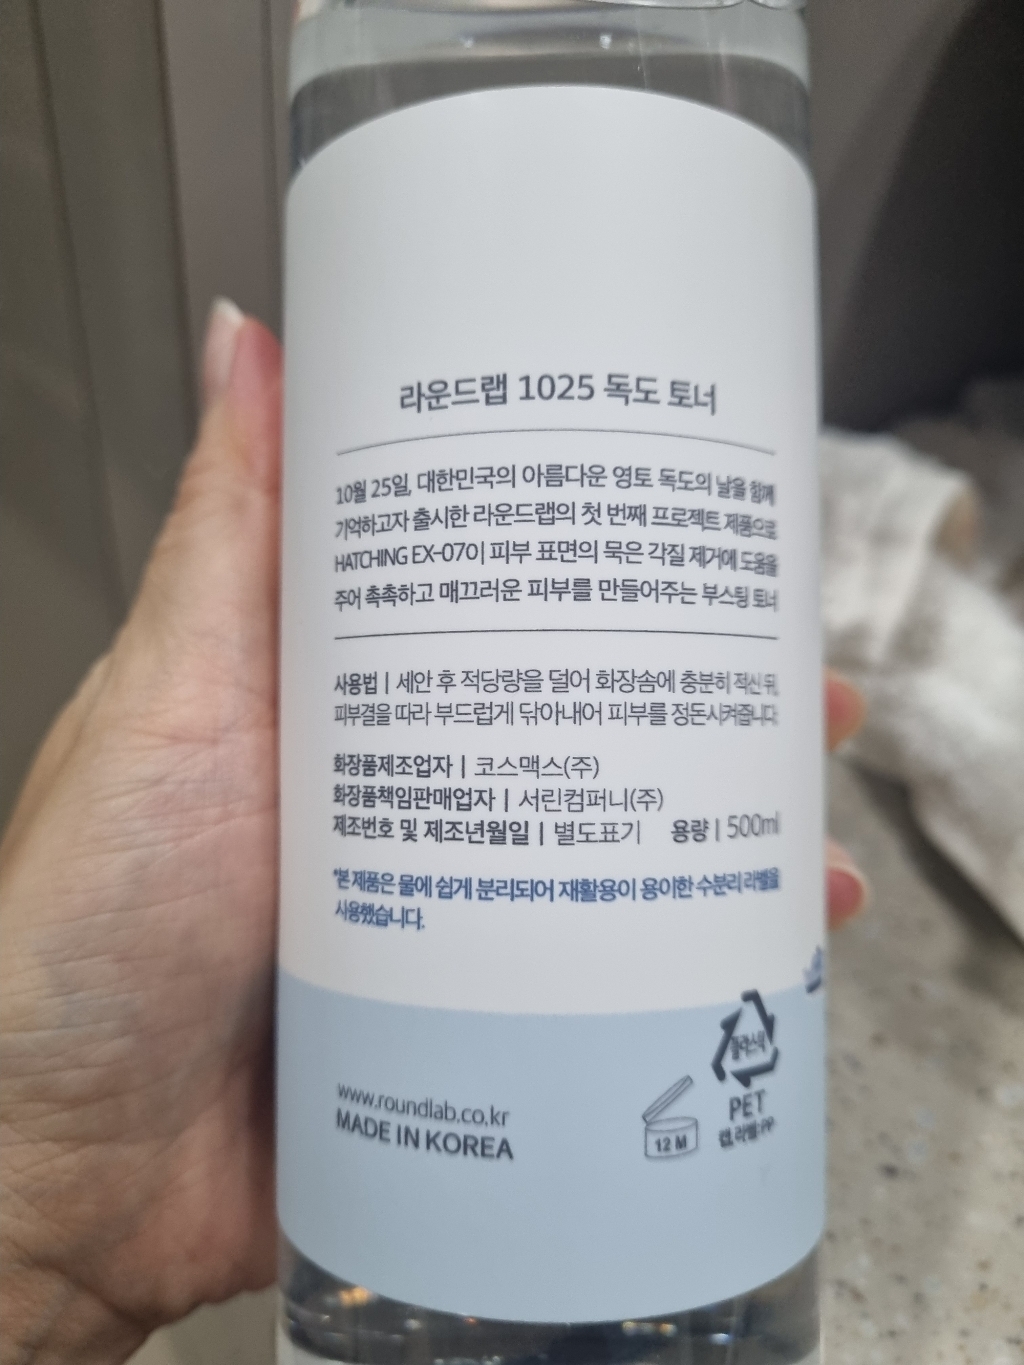 라운드랩 1025 독도 토너
10월 25일, 대한민국의 아름다운 영토 독도의 날을 함께
기억하고자 출시한 라운드랩의 첫 번째 프로젝트 제품으로
HATCHING EX-07이 피부 표면의 묵은 각질 제거에 도움을
주어 촉촉하고 매끄러운 피부를 만들어주는 부스팅 토너
사용법 | 세안 후 적당량을 덜어 화장솜에 충분히 적신 뒤,
피부결을 따라 부드럽게 닦아내어 피부를 정돈시켜줍니다.
화장품제조업자 | 코스맥스(주)
화장품책임판매업자 | 서린컴퍼니(주)
제조번호 및 제조년월일 | 별도표기 용량 | 500ml
*본 제품은 물에 쉽게 분리되어 재활용이 용이한 수분리 라벨을
사용했습니다.
플라스틱
www.roundlab.co.kr
MADE IN KOREA
12 M
PET
캡,라벨:PP